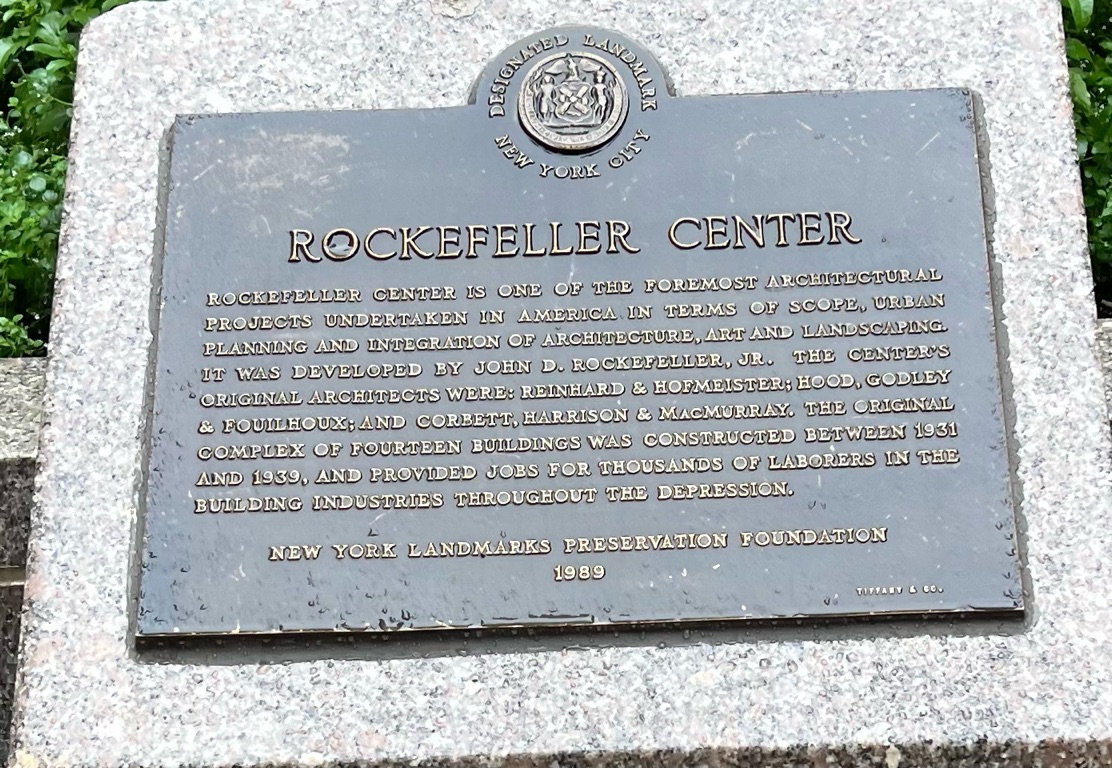 DESIGNATED LANDMARK
NEW YORK CITY
ROCKEFELLER CENTER
ROCKEFELLER CENTER IS ONE OF THE FOREMOST ARCHITECTURAL
PROJECTS UNDERTAKEN IN AMERICA IN TERMS OF SCOPE, URBAN
PLANNING AND INTEGRATION OF ARCHITECTURE, ART AND LANDSCAPING.
IT WAS DEVELOPED BY JOHN D. ROCKEFELLER, JR. THE CENTER'S
ORIGINAL ARCHITECTS WERE: REINHARD & HOFMEISTER; HOOD, GODLEY
& FOUILHOUX; AND CORBETT, HARRISON & MACMURRAY. THE ORIGINAL
COMPLEX OF FOURTEEN BUILDINGS WAS CONSTRUCTED BETWEEN 1931
AND 1939, AND PROVIDED JOBS FOR THOUSANDS OF LABORERS IN THE
BUILDING INDUSTRIES THROUGHOUT THE DEPRESSION.
NEW YORK LANDMARKS PRESERVATION FOUNDATION
1989
TIFFANY & CO.